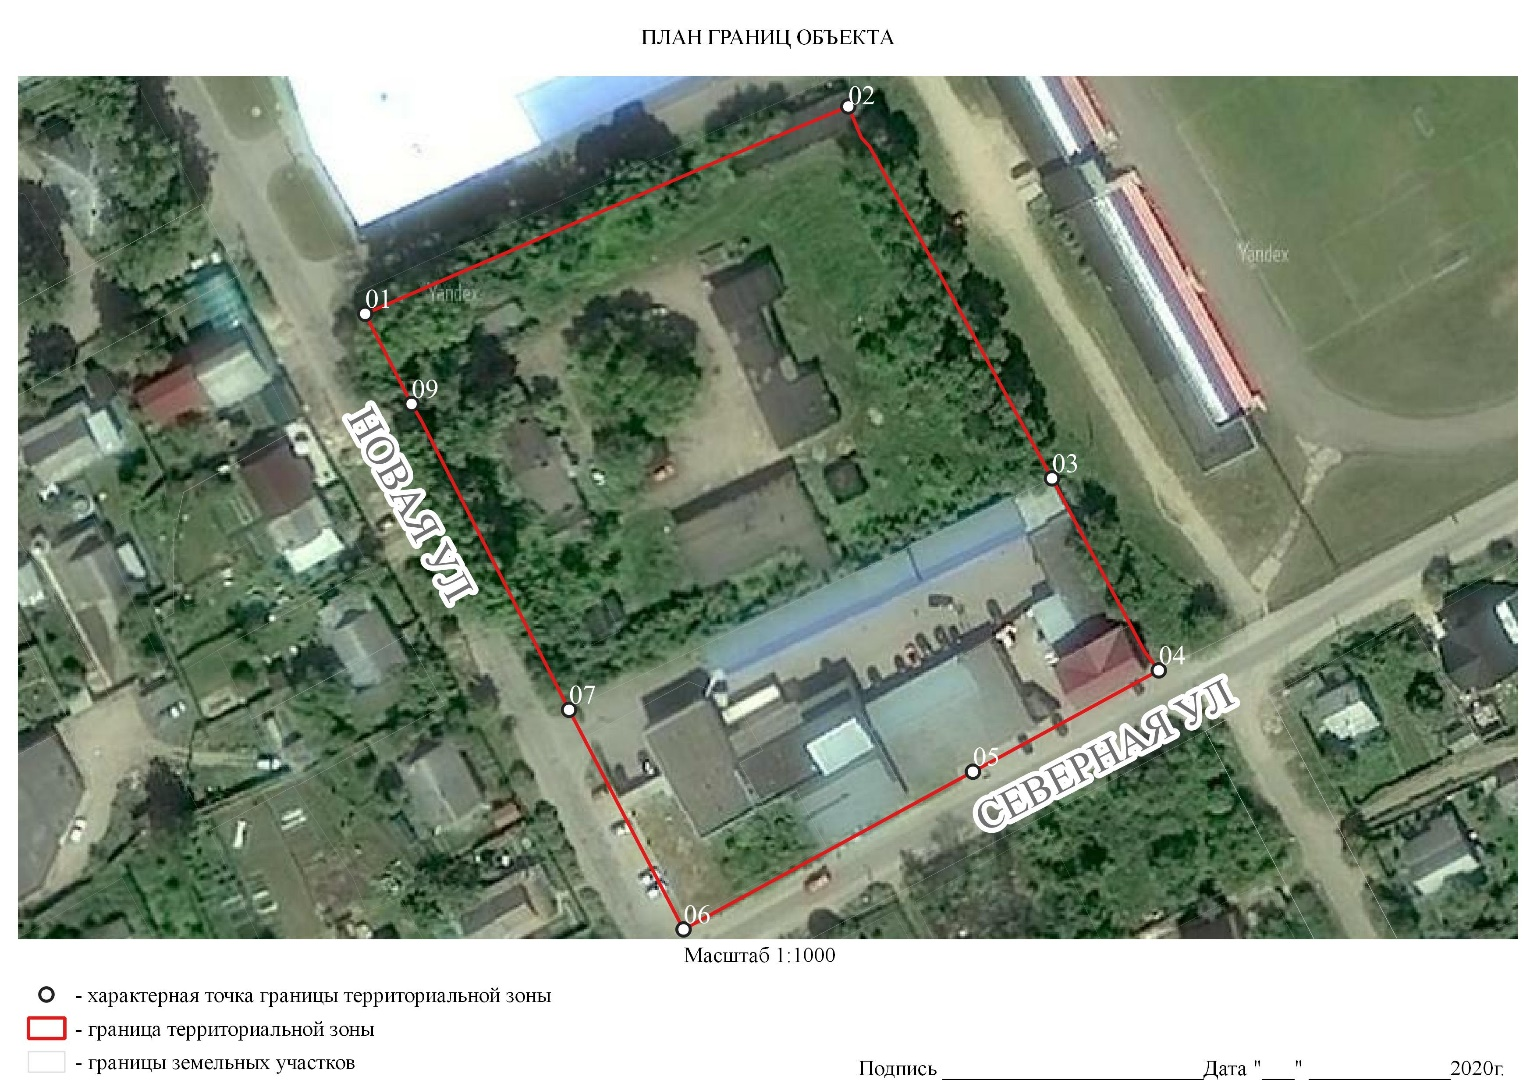 ПЛАН ГРАНИЦ ОБЪЕКТА
02
Yandex
01
Yandex
09
НОВАЯ УЛ
03
04
07
СЕВЕРНАЯ УЛ
05
06
Масштаб 1:1000
- характерная точка границы территориальной зоны
- граница территориальной зоны
- границы земельных участков
Подпись ________________________Дата "___" _____________2020г.